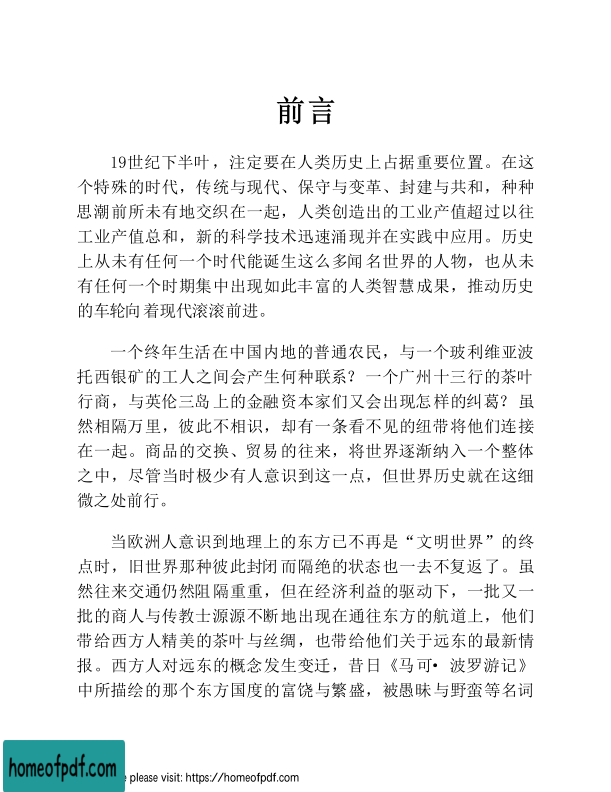 前言
19世纪下半叶，注定要在人类历史上占据重要位置。在这
个特殊的时代，传统与现代、保守与变革、封建与共和，种种
思潮前所未有地交织在一起，人类创造出的工业产值超过以往
工业产值总和，新的科学技术迅速涌现并在实践中应用。历史
上从未有任何一个时代能诞生这么多闻名世界的人物，也从未
有任何一个时期集中出现如此丰富的人类智慧成果，推动历史
的车轮向着现代滚滚前进。
一个终年生活在中国内地的普通农民，与一个玻利维亚波
托西银矿的工人之间会产生何种联系？一个广州十三行的茶叶
行商，与英伦三岛上的金融资本家们又会出现怎样的纠葛？虽
然相隔万里，彼此不相识，却有一条看不见的纽带将他们连接
在一起。商品的交换、贸易的往来，将世界逐渐纳入一个整体
之中，尽管当时极少有人意识到这一点，但世界历史就在这细
微之处前行。
当欧洲人意识到地理上的东方已不再是“文明世界”的终
点时，旧世界那种彼此封闭而隔绝的状态也一去不复返了。虽
然往来交通仍然阻隔重重，但在经济利益的驱动下，一批又一
批的商人与传教士源源不断地出现在通往东方的航道上，他们
带给西方人精美的茶叶与丝绸，也带给他们关于远东的最新情
报。西方人对远东的概念发生变迁，昔日《马可•波罗游记》
中所描绘的那个东方国度的富饶与繁盛，被愚昧与野蛮等名词
homeofpdf.com
please visit: https://homeofpdf.com